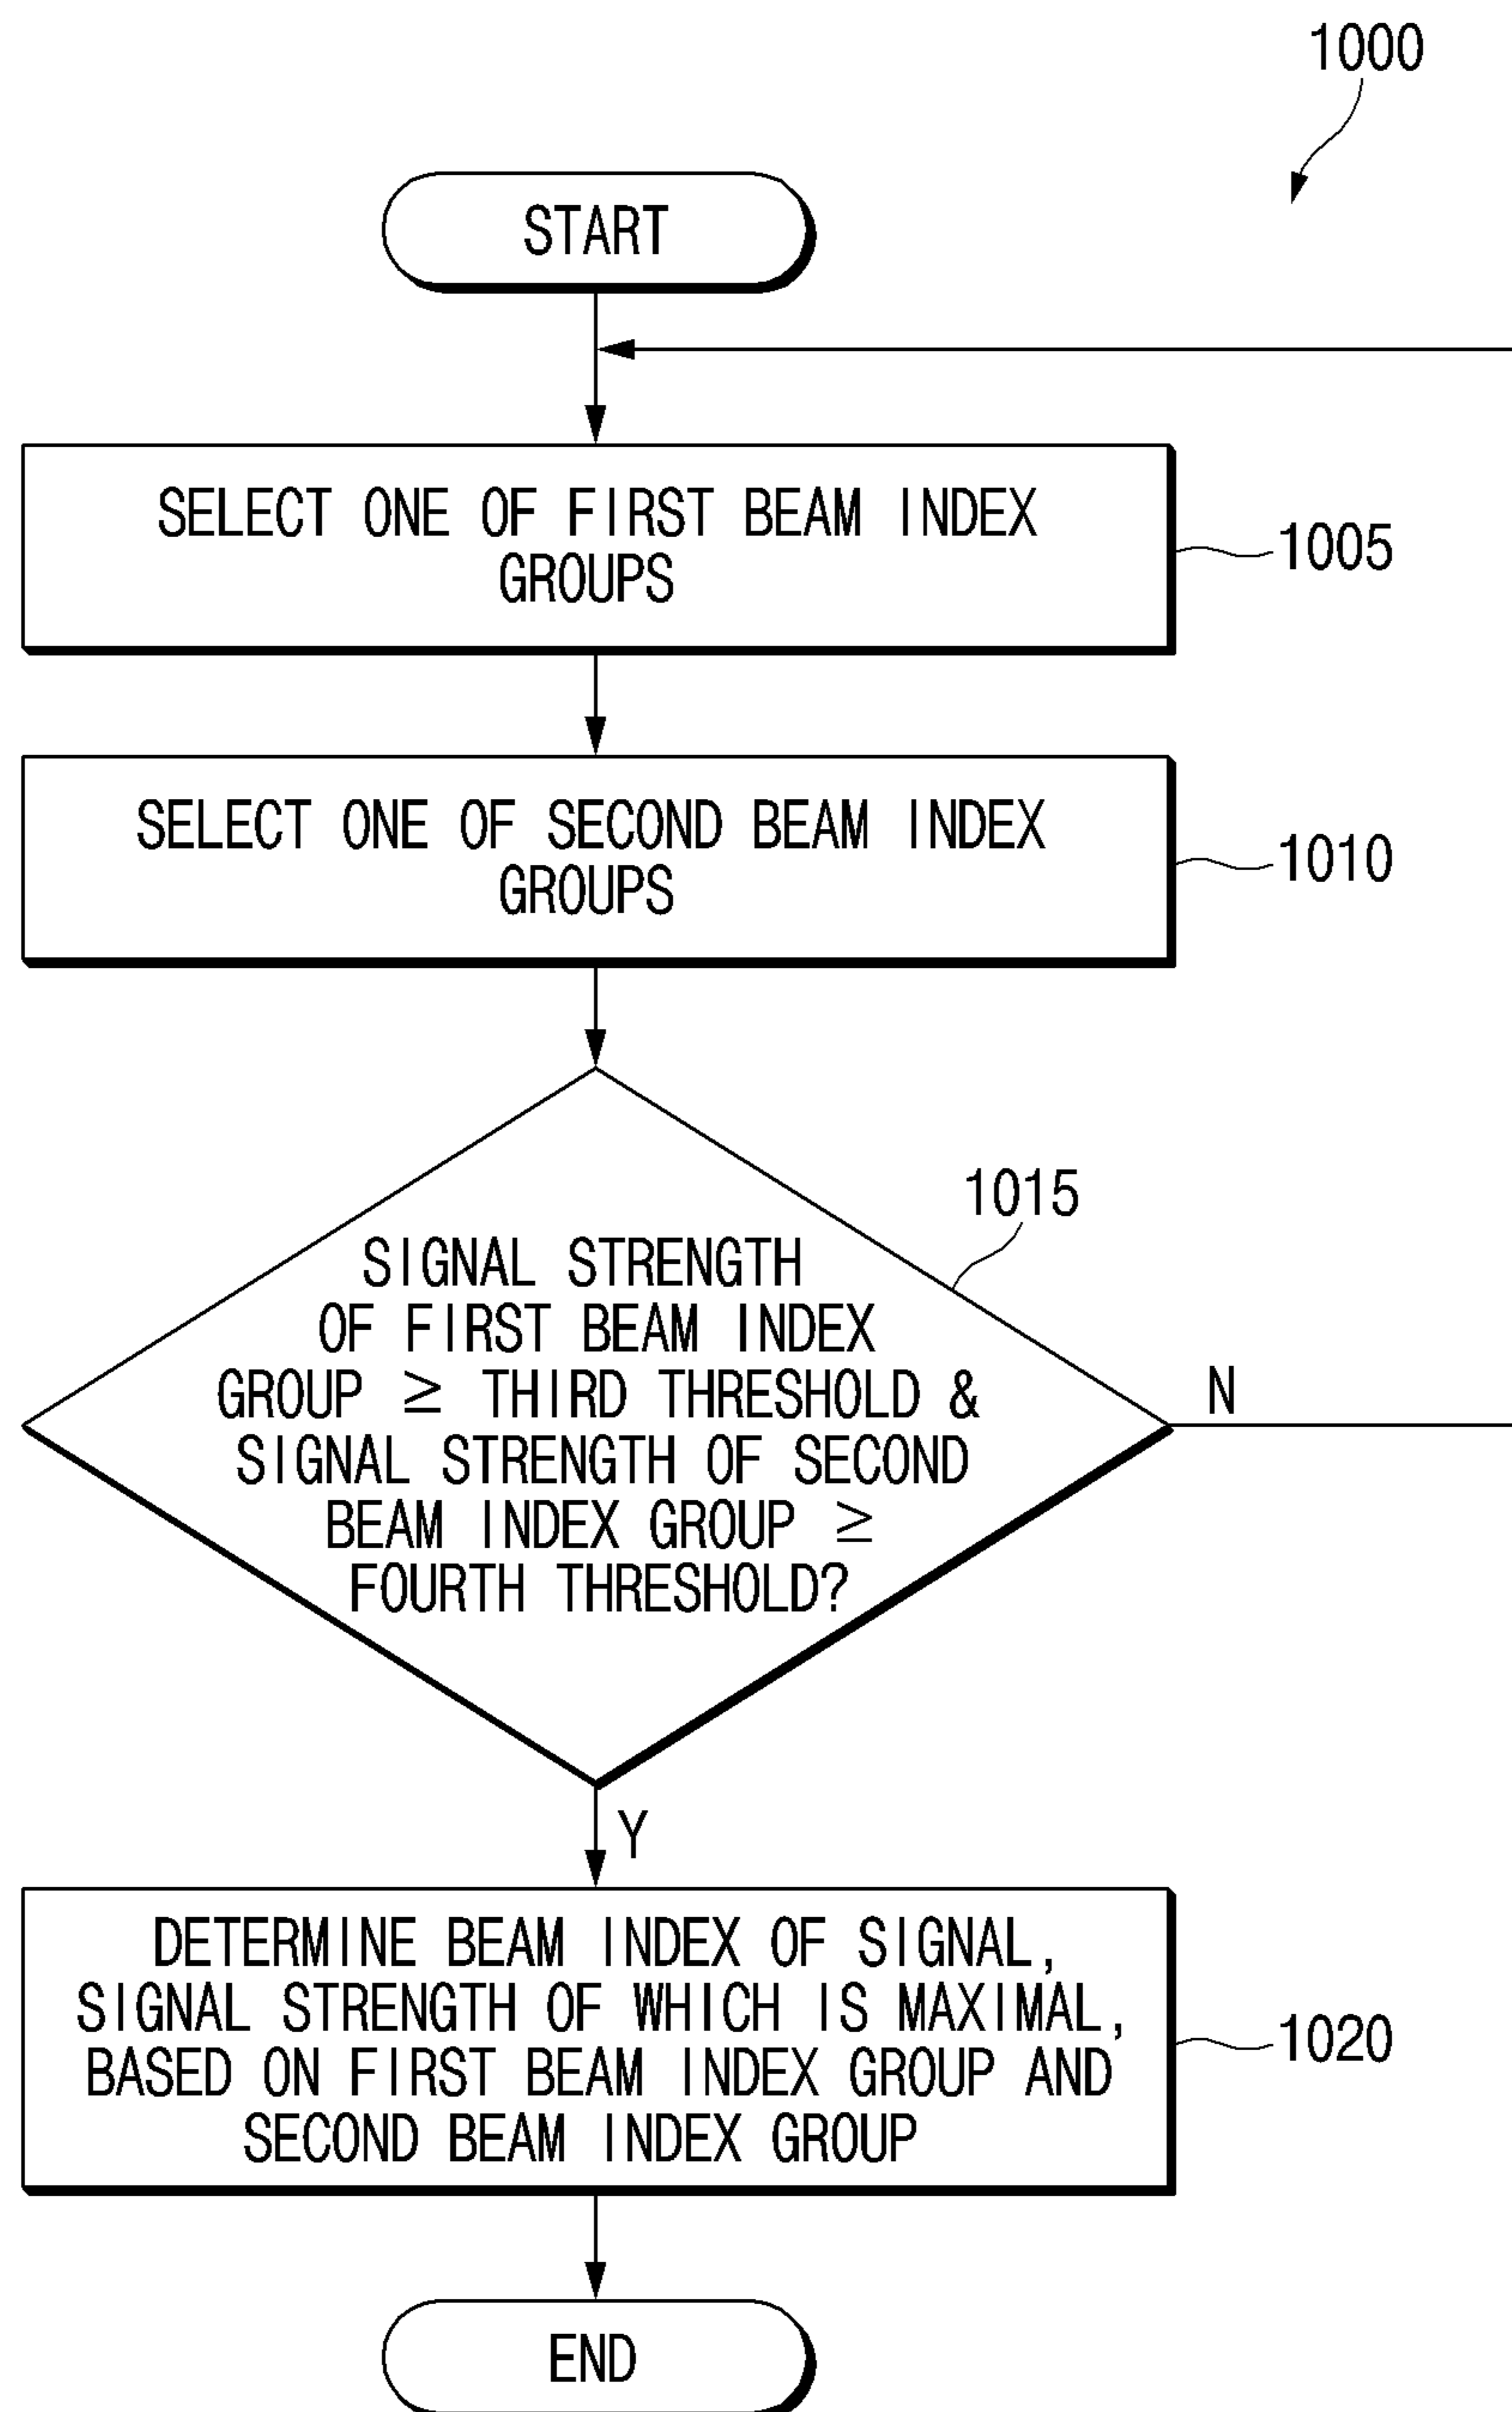 1000
START
SELECT ONE OF FIRST BEAM INDEX
GROUPS
1005
SELECT ONE OF SECOND BEAM INDEX
GROUPS
1010
1015
SIGNAL STRENGTH
OF FIRST BEAM INDEX
GROUP ≥ THIRD THRESHOLD &
SIGNAL STRENGTH OF SECOND
BEAM INDEX GROUP ≥
FOURTH THRESHOLD?
N
Y
DETERMINE BEAM INDEX OF SIGNAL,
SIGNAL STRENGTH OF WHICH IS MAXIMAL,
BASED ON FIRST BEAM INDEX GROUP AND
SECOND BEAM INDEX GROUP
1020
END